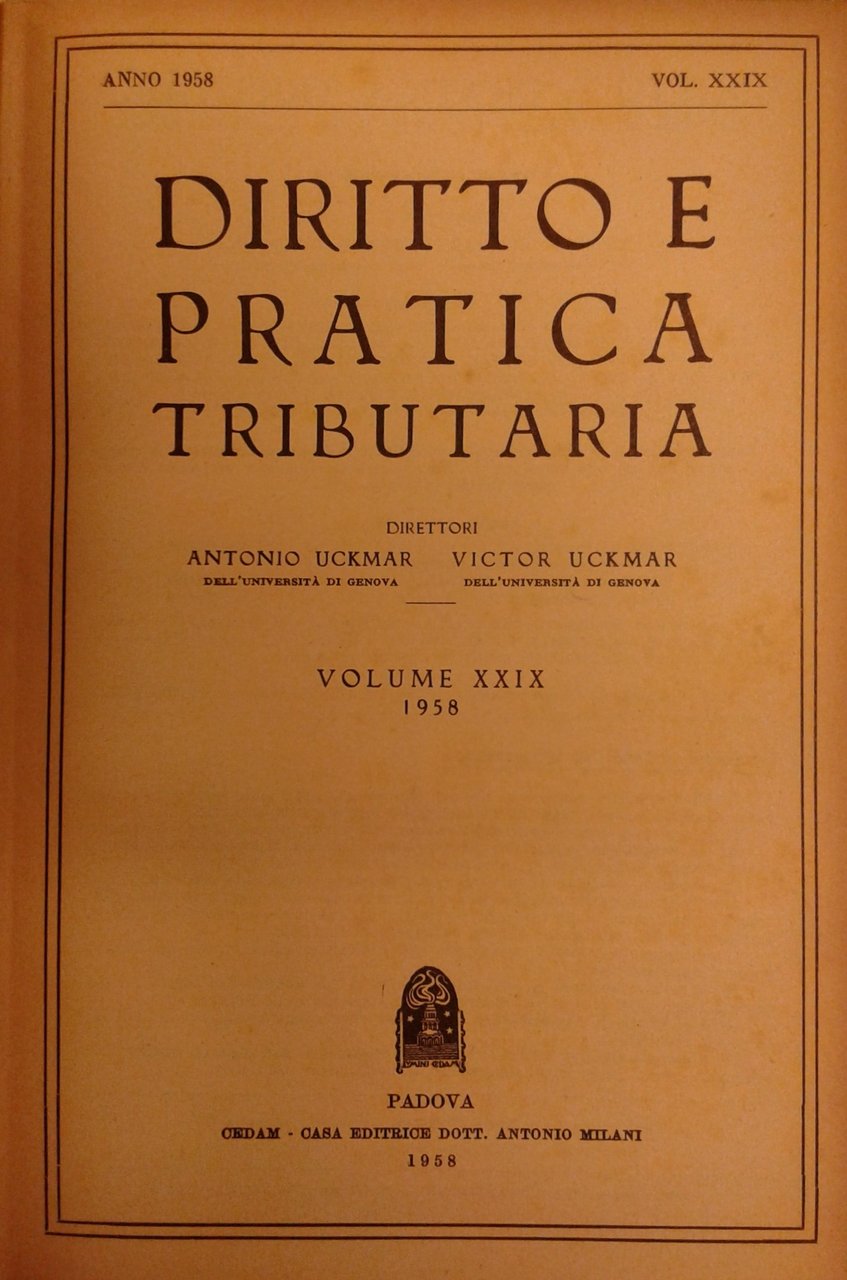 ANNO 1958 VOL. XXIX
DIRITTO E
PRATICA
TRIBUTARIA
DIRETTORI
ANTONIO UCKMAR VICTOR UCKMAR
DELL'UNIVERSITÀ DI GENOVA DELL'UNIVERSITÀ DI GENOVA
VOLUME XXIX
1958
PADOVA
CEDAM - CASA EDITRICE DOTT. ANTONIO MILANI
1958